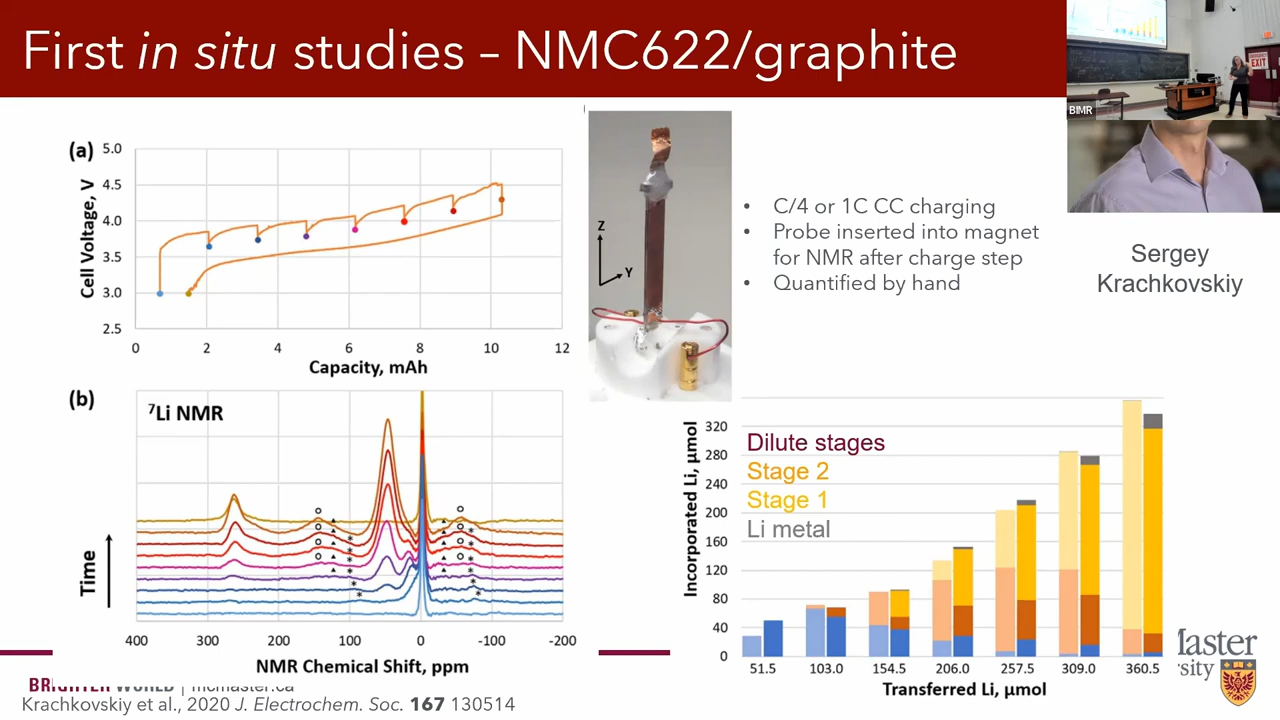 First in situ studies – NMC622/graphite
EXIT
BIMR
(a)
5.0
4.5
4.0
3.5
3.0
2.5
Cell Voltage, V
0 2 4 6 8 10 12
Capacity, mAh
Z
Y
• C/4 or 1C CC charging
• Probe inserted into magnet
for NMR after charge step
• Quantified by hand
Sergey
Krachkovskiy
(b)
⁷Li NMR
Time
400 300 200 100 0 -100 -200
NMR Chemical Shift, ppm
Incorporated Li, µmol
320
280
240
200
160
120
80
40
0
Dilute stages
Stage 2
Stage 1
Li metal
51.5 103.0 154.5 206.0 257.5 309.0 360.5
Transferred Li, µmol
BRIGHTER WORLD | mcmaster.ca
Krachkovskiy et al., 2020 J. Electrochem. Soc. 167 130514
Master
rsity